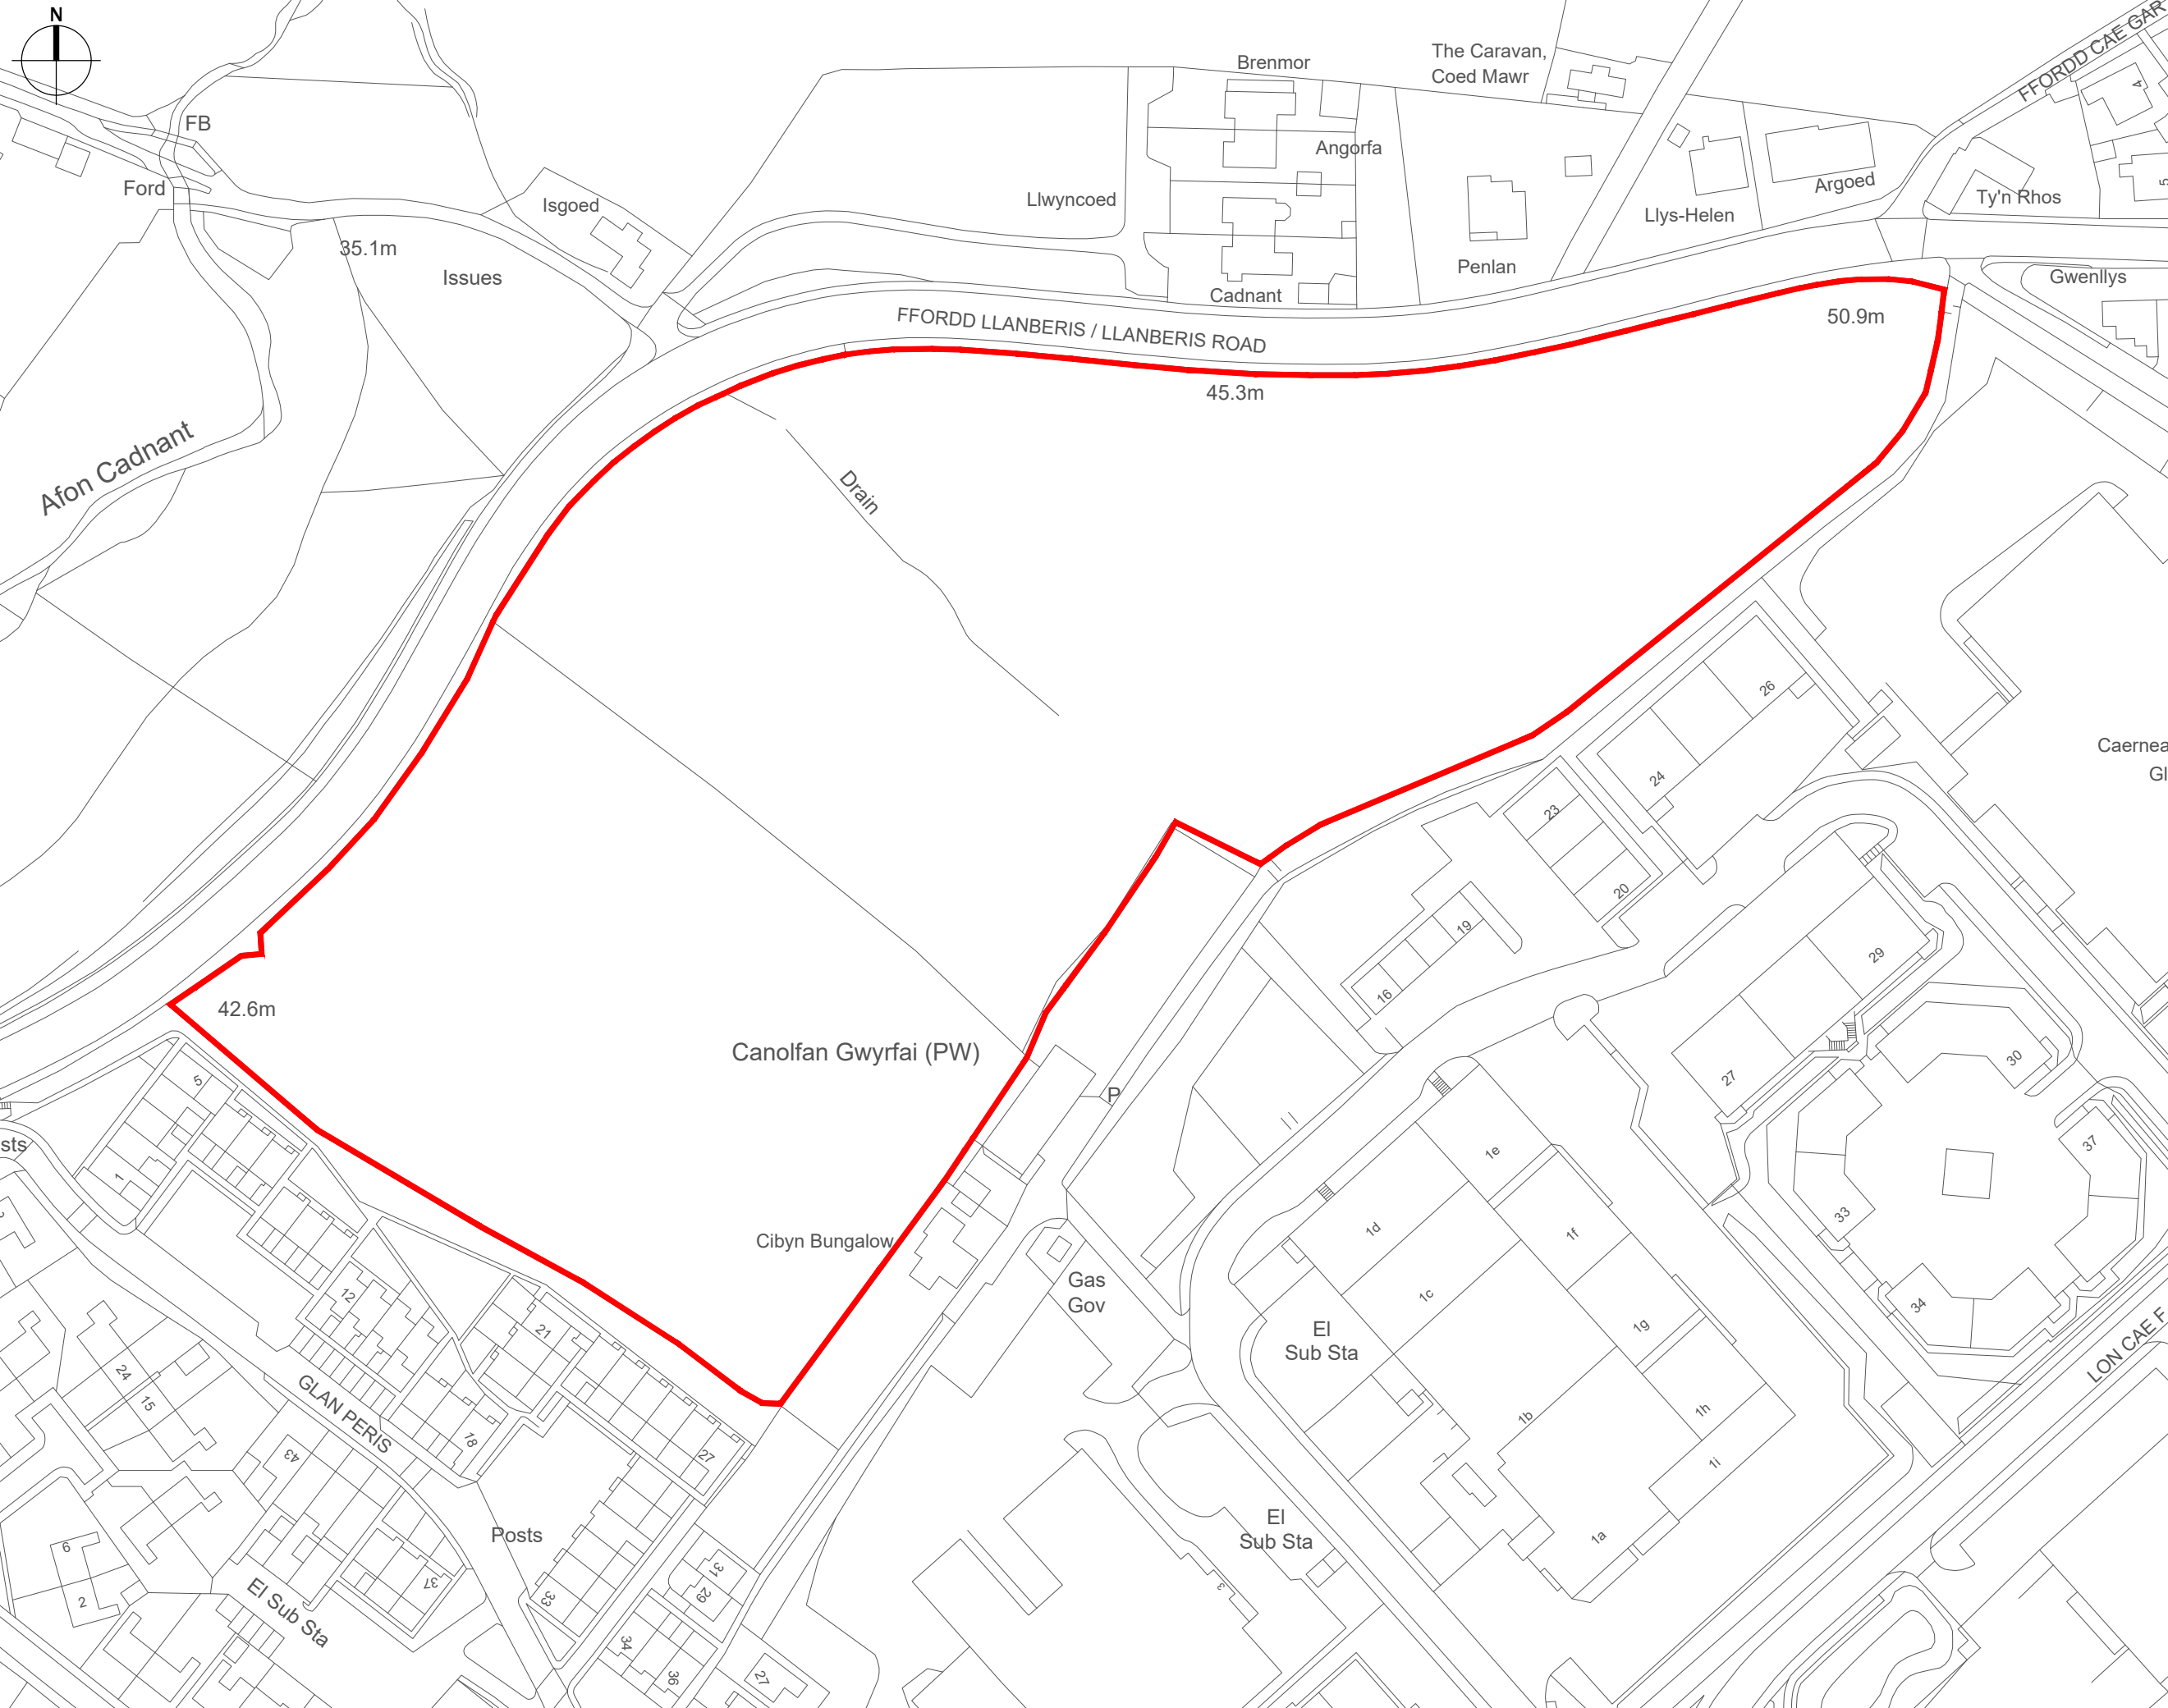 N
FB
Ford
35.1m
Issues
Isgoed
Afon Cadnant
Llwyncoed
Brenmor
Angorfa
Cadnant
The Caravan,
Coed Mawr
Penlan
Llys-Helen
Argoed
FFORDD CAE GAR
4
5
Ty'n Rhos
Gwenllys
FFORDD LLANBERIS / LLANBERIS ROAD
50.9m
45.3m
Drain
26
24
23
20
19
16
Caernea
Gl
29
27
30
37
33
34
42.6m
Canolfan Gwyrfai (PW)
P
Cibyn Bungalow
Gas
Gov
El
Sub Sta
1e
1d
1f
1c
1g
1b
1h
1i
1a
LON CAE F
El
Sub Sta
3
sts
5
1
12
21
24
15
GLAN PERIS
18
27
43
Posts
37
33
6
2
El Sub Sta
31
29
34
36
27